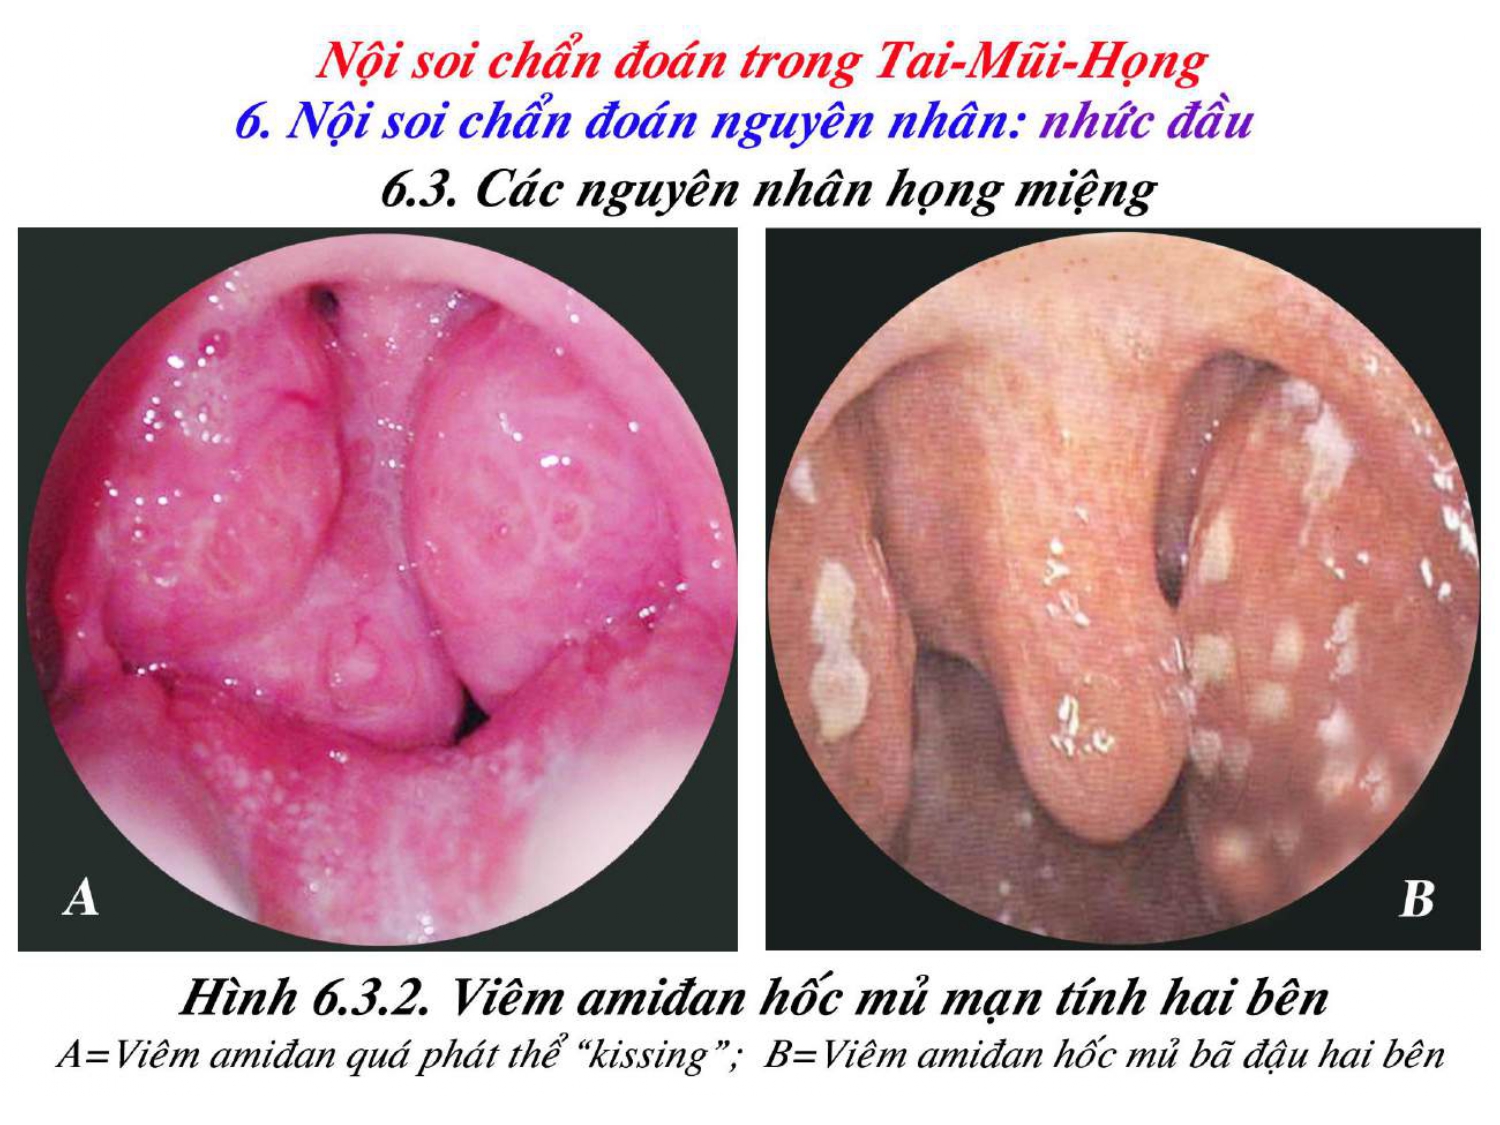 Nội soi chẩn đoán trong Tai-Mũi-Họng
6. Nội soi chẩn đoán nguyên nhân: nhức đầu
6.3. Các nguyên nhân họng miệng
A
B
Hình 6.3.2. Viêm amiđan hốc mủ mạn tính hai bên
A=Viêm amiđan quá phát thể “kissing”; B=Viêm amiđan hốc mủ bã đậu hai bên